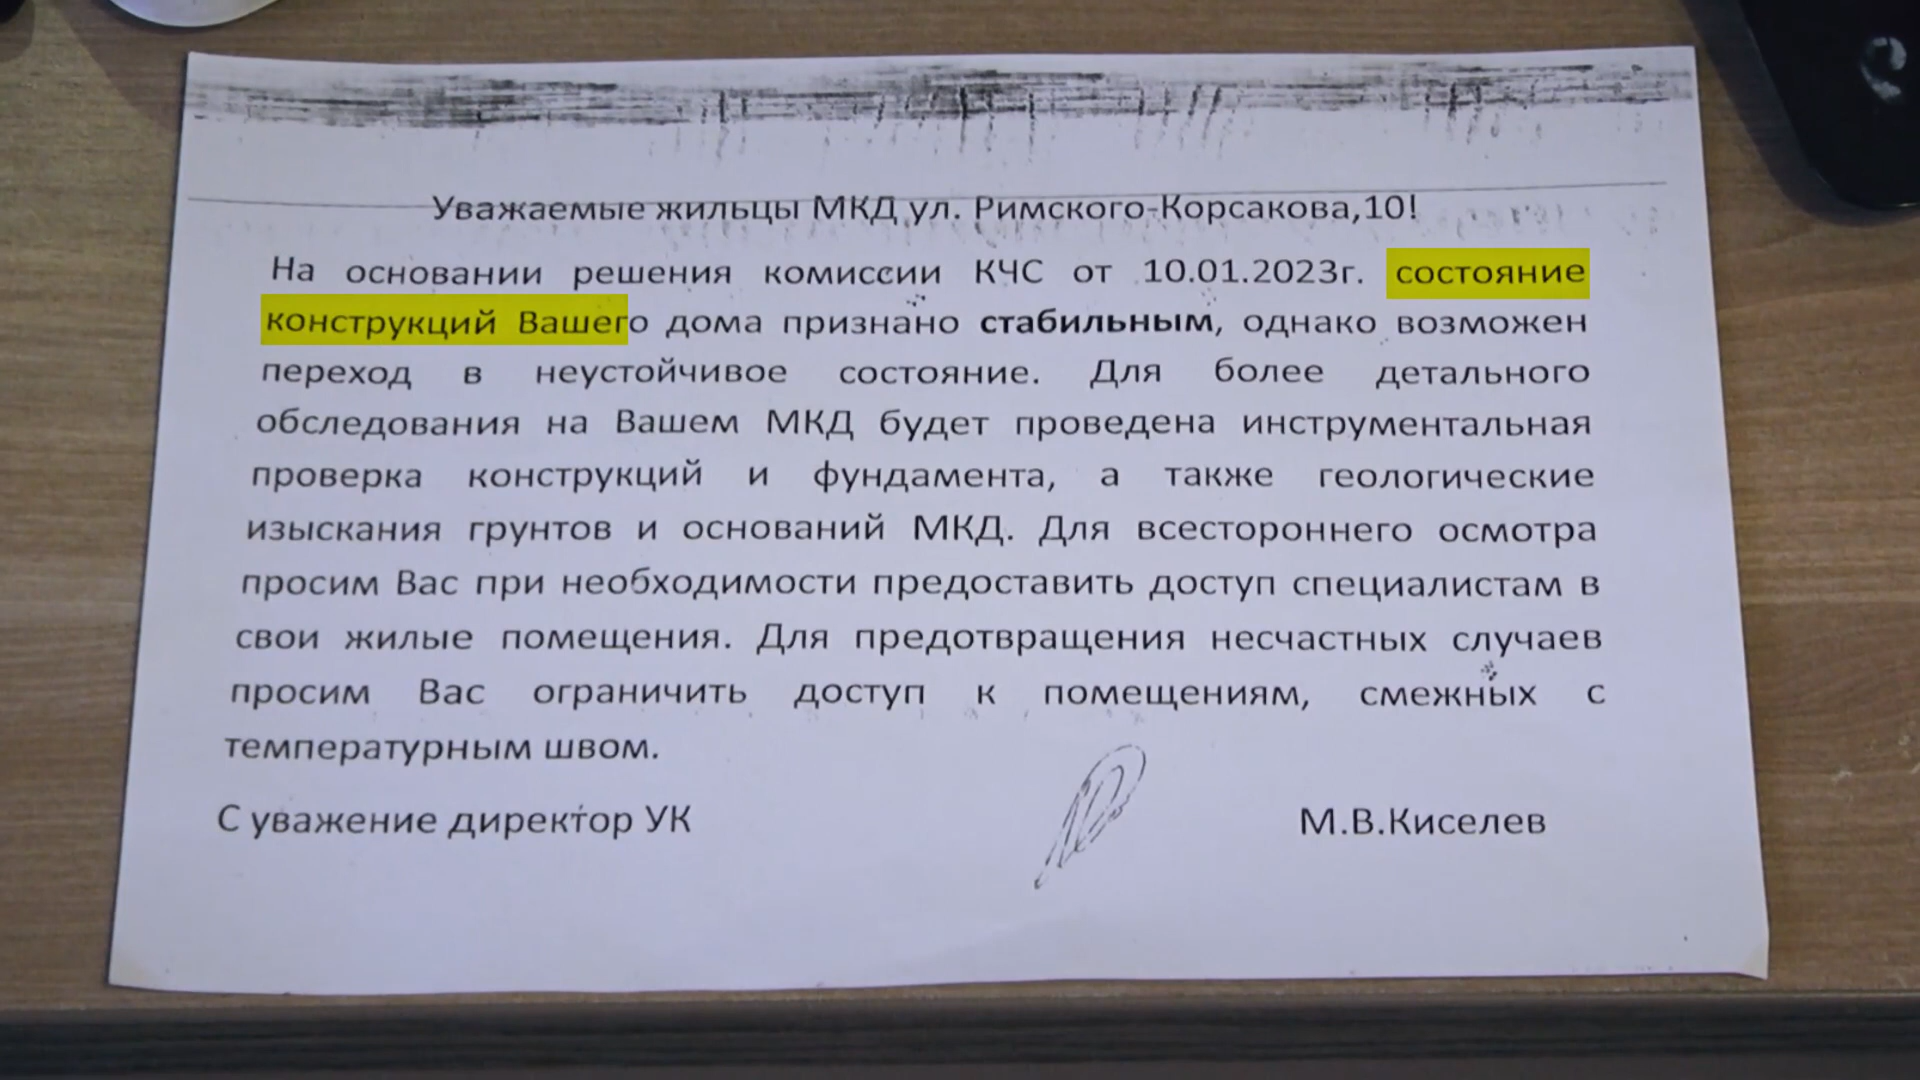 Уважаемые жильцы МКД ул. Римского-Корсакова,10!
На основании решения комиссии КЧС от 10.01.2023г. состояние
конструкций Вашего дома признано стабильным, однако возможен
переход в неустойчивое состояние. Для более детального
обследования на Вашем МКД будет проведена инструментальная
проверка конструкций и фундамента, а также геологические
изыскания грунтов и оснований МКД. Для всестороннего осмотра
просим Вас при необходимости предоставить доступ специалистам в
свои жилые помещения. Для предотвращения несчастных случаев
просим Вас ограничить доступ к помещениям, смежных с
температурным швом.
С уважение директор УК М.В.Киселев